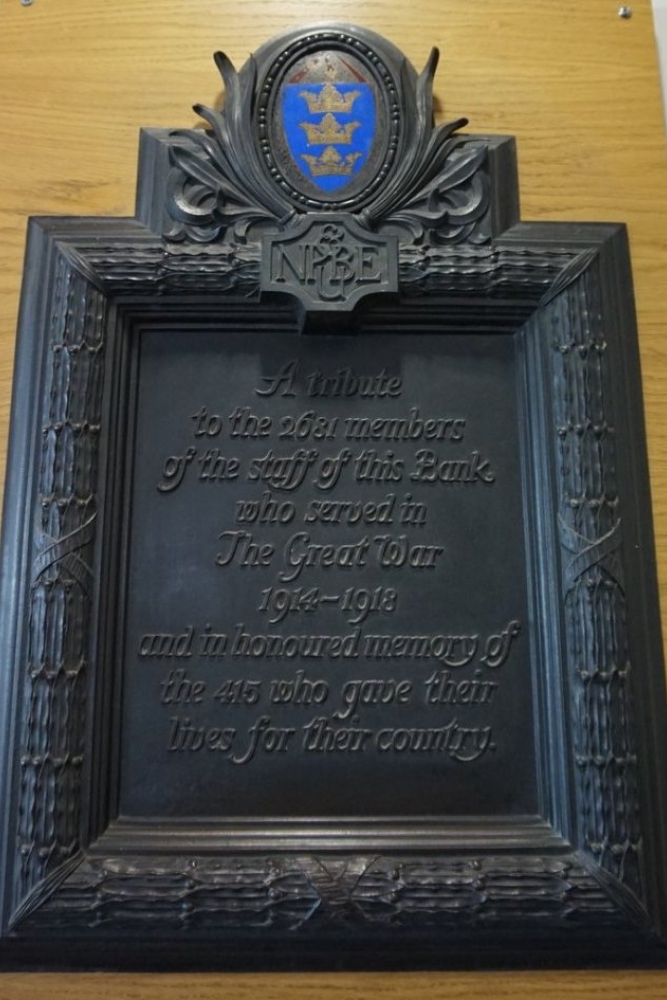 NP&UBE
A tribute
to the 2681 members
of the staff of this Bank
who served in
The Great War
1914–1918
and in honoured memory of
the 415 who gave their
lives for their country.